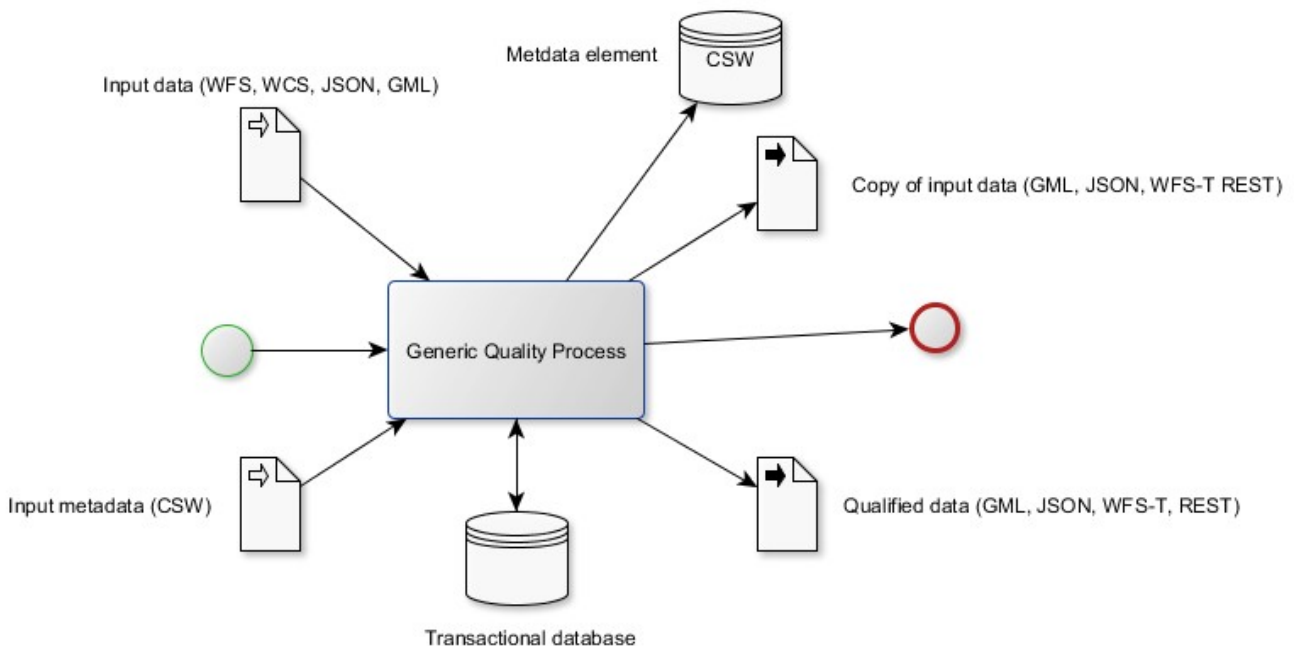 Metdata element
CSW
Input data (WFS, WCS, JSON, GML)
Copy of input data (GML, JSON, WFS-T REST)
Generic Quality Process
Input metadata (CSW)
Qualified data (GML, JSON, WFS-T, REST)
Transactional database